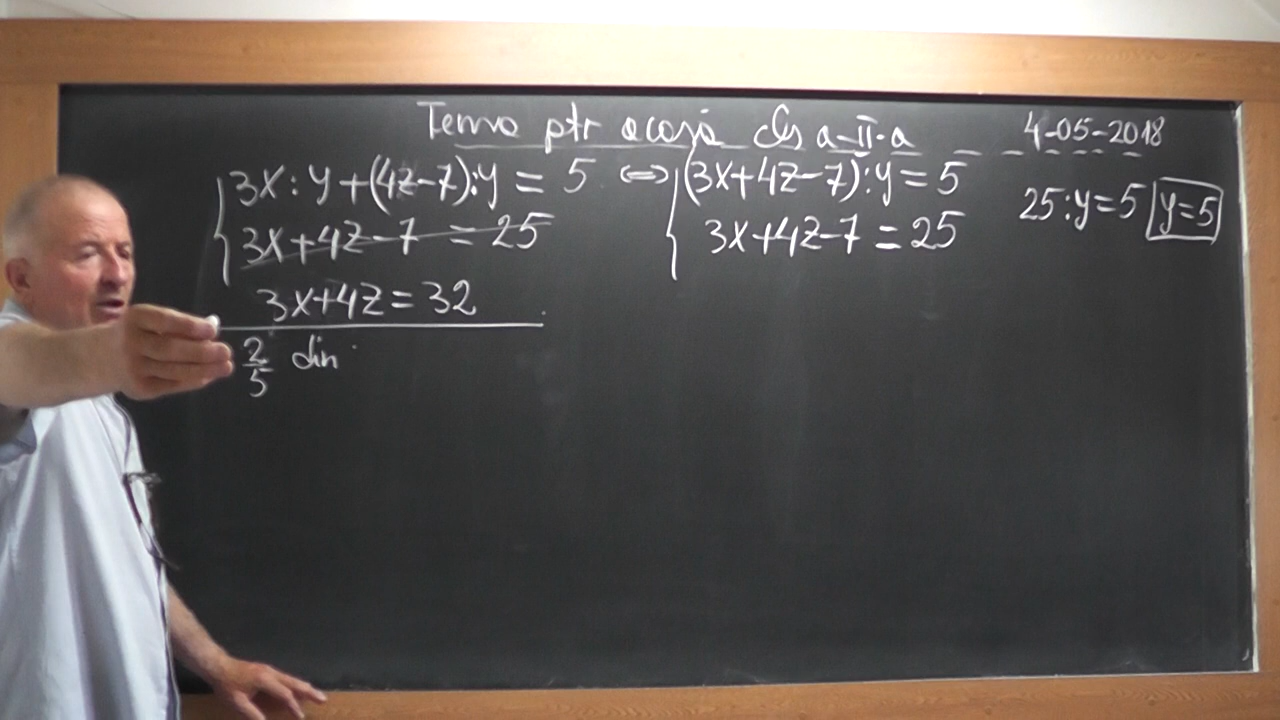 Tema ptr acasă cls a-II-a 4-05-2018
3x:y+(4z-7):y=5 ⇔ (3x+4z-7):y=5
25:y=5 y=5
3x+4z-7=25 3x+4z-7=25
3x+4z=32
2/5 din